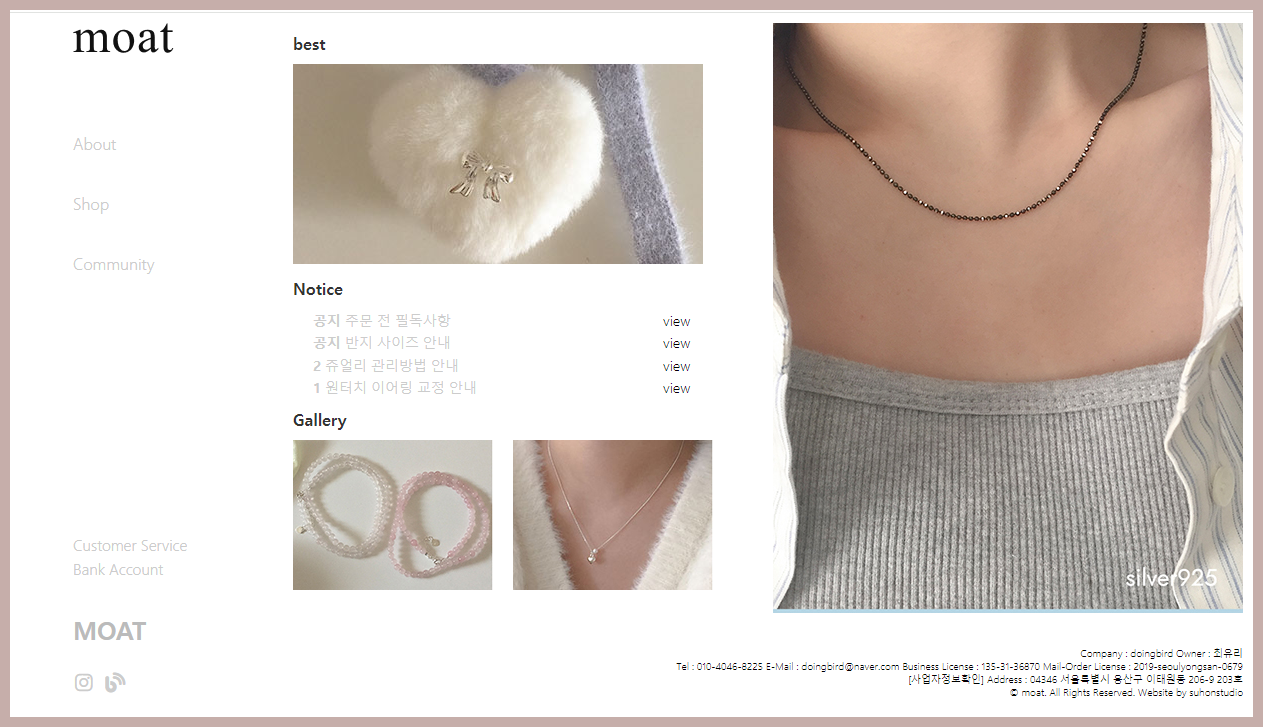 moat
About
Shop
Community
Customer Service
Bank Account
MOAT
best
Notice
공지 주문 전 필독사항 view
공지 반지 사이즈 안내 view
2 쥬얼리 관리방법 안내 view
1 원터치 이어링 교정 안내 view
Gallery
silver925
Company : doingbird Owner : 최유리
Tel : 010-4046-8225 E-Mail : doingbird@naver.com Business License : 135-31-36870 Mail-Order License : 2019-seoulyongsan-0679
[사업자정보확인] Address : 04346 서울특별시 용산구 이태원동 206-9 203호
© moat. All Rights Reserved. Website by suhonstudio